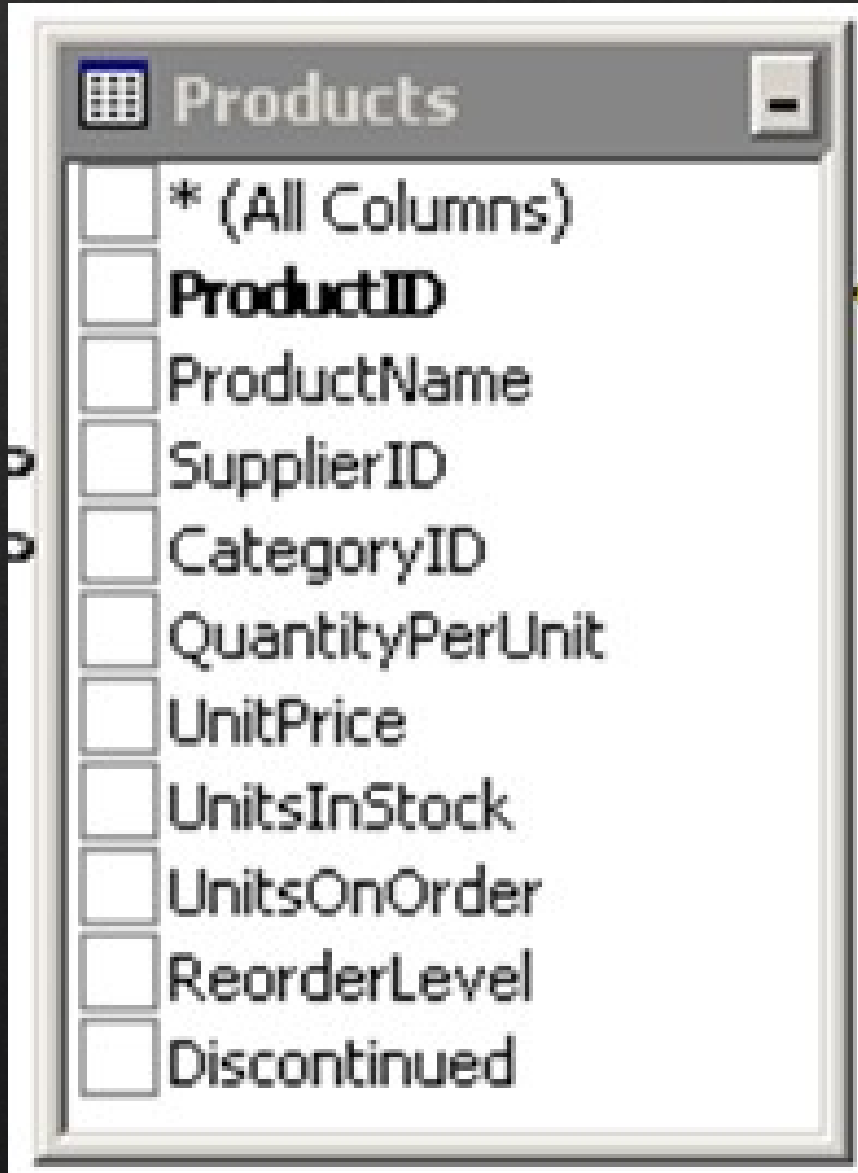 Products
* (All Columns)
ProductID
ProductName
SupplierID
CategoryID
QuantityPerUnit
UnitPrice
UnitsInStock
UnitsOnOrder
ReorderLevel
Discontinued